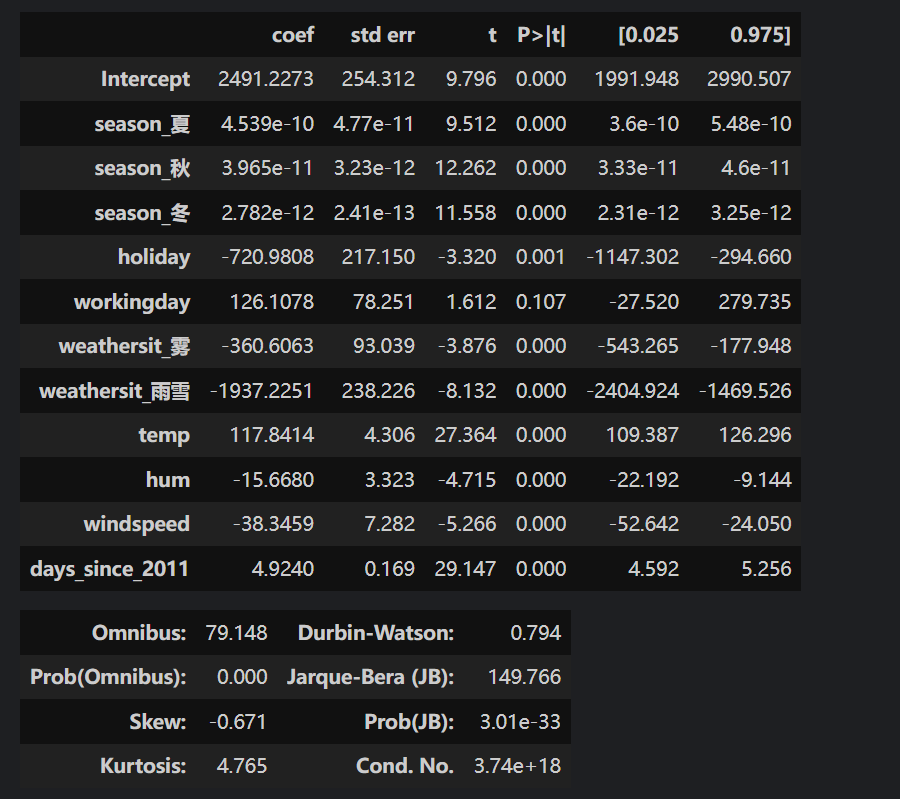 coef std err t P>|t| [0.025 0.975]
Intercept 2491.2273 254.312 9.796 0.000 1991.948 2990.507
season_夏 4.539e-10 4.77e-11 9.512 0.000 3.6e-10 5.48e-10
season_秋 3.965e-11 3.23e-12 12.262 0.000 3.33e-11 4.6e-11
season_冬 2.782e-12 2.41e-13 11.558 0.000 2.31e-12 3.25e-12
holiday -720.9808 217.150 -3.320 0.001 -1147.302 -294.660
workingday 126.1078 78.251 1.612 0.107 -27.520 279.735
weathersit_雾 -360.6063 93.039 -3.876 0.000 -543.265 -177.948
weathersit_雨雪 -1937.2251 238.226 -8.132 0.000 -2404.924 -1469.526
temp 117.8414 4.306 27.364 0.000 109.387 126.296
hum -15.6680 3.323 -4.715 0.000 -22.192 -9.144
windspeed -38.3459 7.282 -5.266 0.000 -52.642 -24.050
days_since_2011 4.9240 0.169 29.147 0.000 4.592 5.256
Omnibus: 79.148 Durbin-Watson: 0.794
Prob(Omnibus): 0.000 Jarque-Bera (JB): 149.766
Skew: -0.671 Prob(JB): 3.01e-33
Kurtosis: 4.765 Cond. No. 3.74e+18